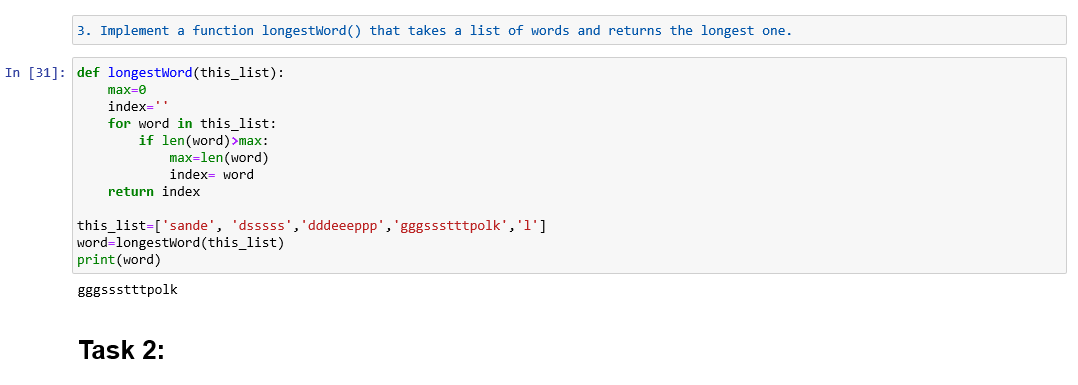 3. Implement a function longestWord() that takes a list of words and returns the longest one.
In [31]: def longestWord(this_list):
    max=0
    index=''
    for word in this_list:
        if len(word)>max:
            max=len(word)
            index= word
    return index
this_list=['sande', 'dsssss','dddeeeppp','gggssstttpolk','l']
word=longestWord(this_list)
print(word)
gggssstttpolk
Task 2: